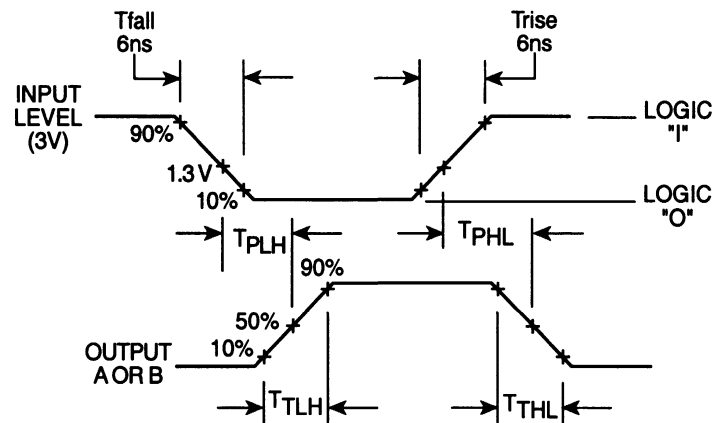 Tfall
6ns
Trise
6ns
INPUT
LEVEL
(3V)
90%
1.3 V
10%
LOGIC
"I"
LOGIC
"O"
TPLH
TPHL
90%
50%
10%
OUTPUT
A OR B
TTLH
TTHL